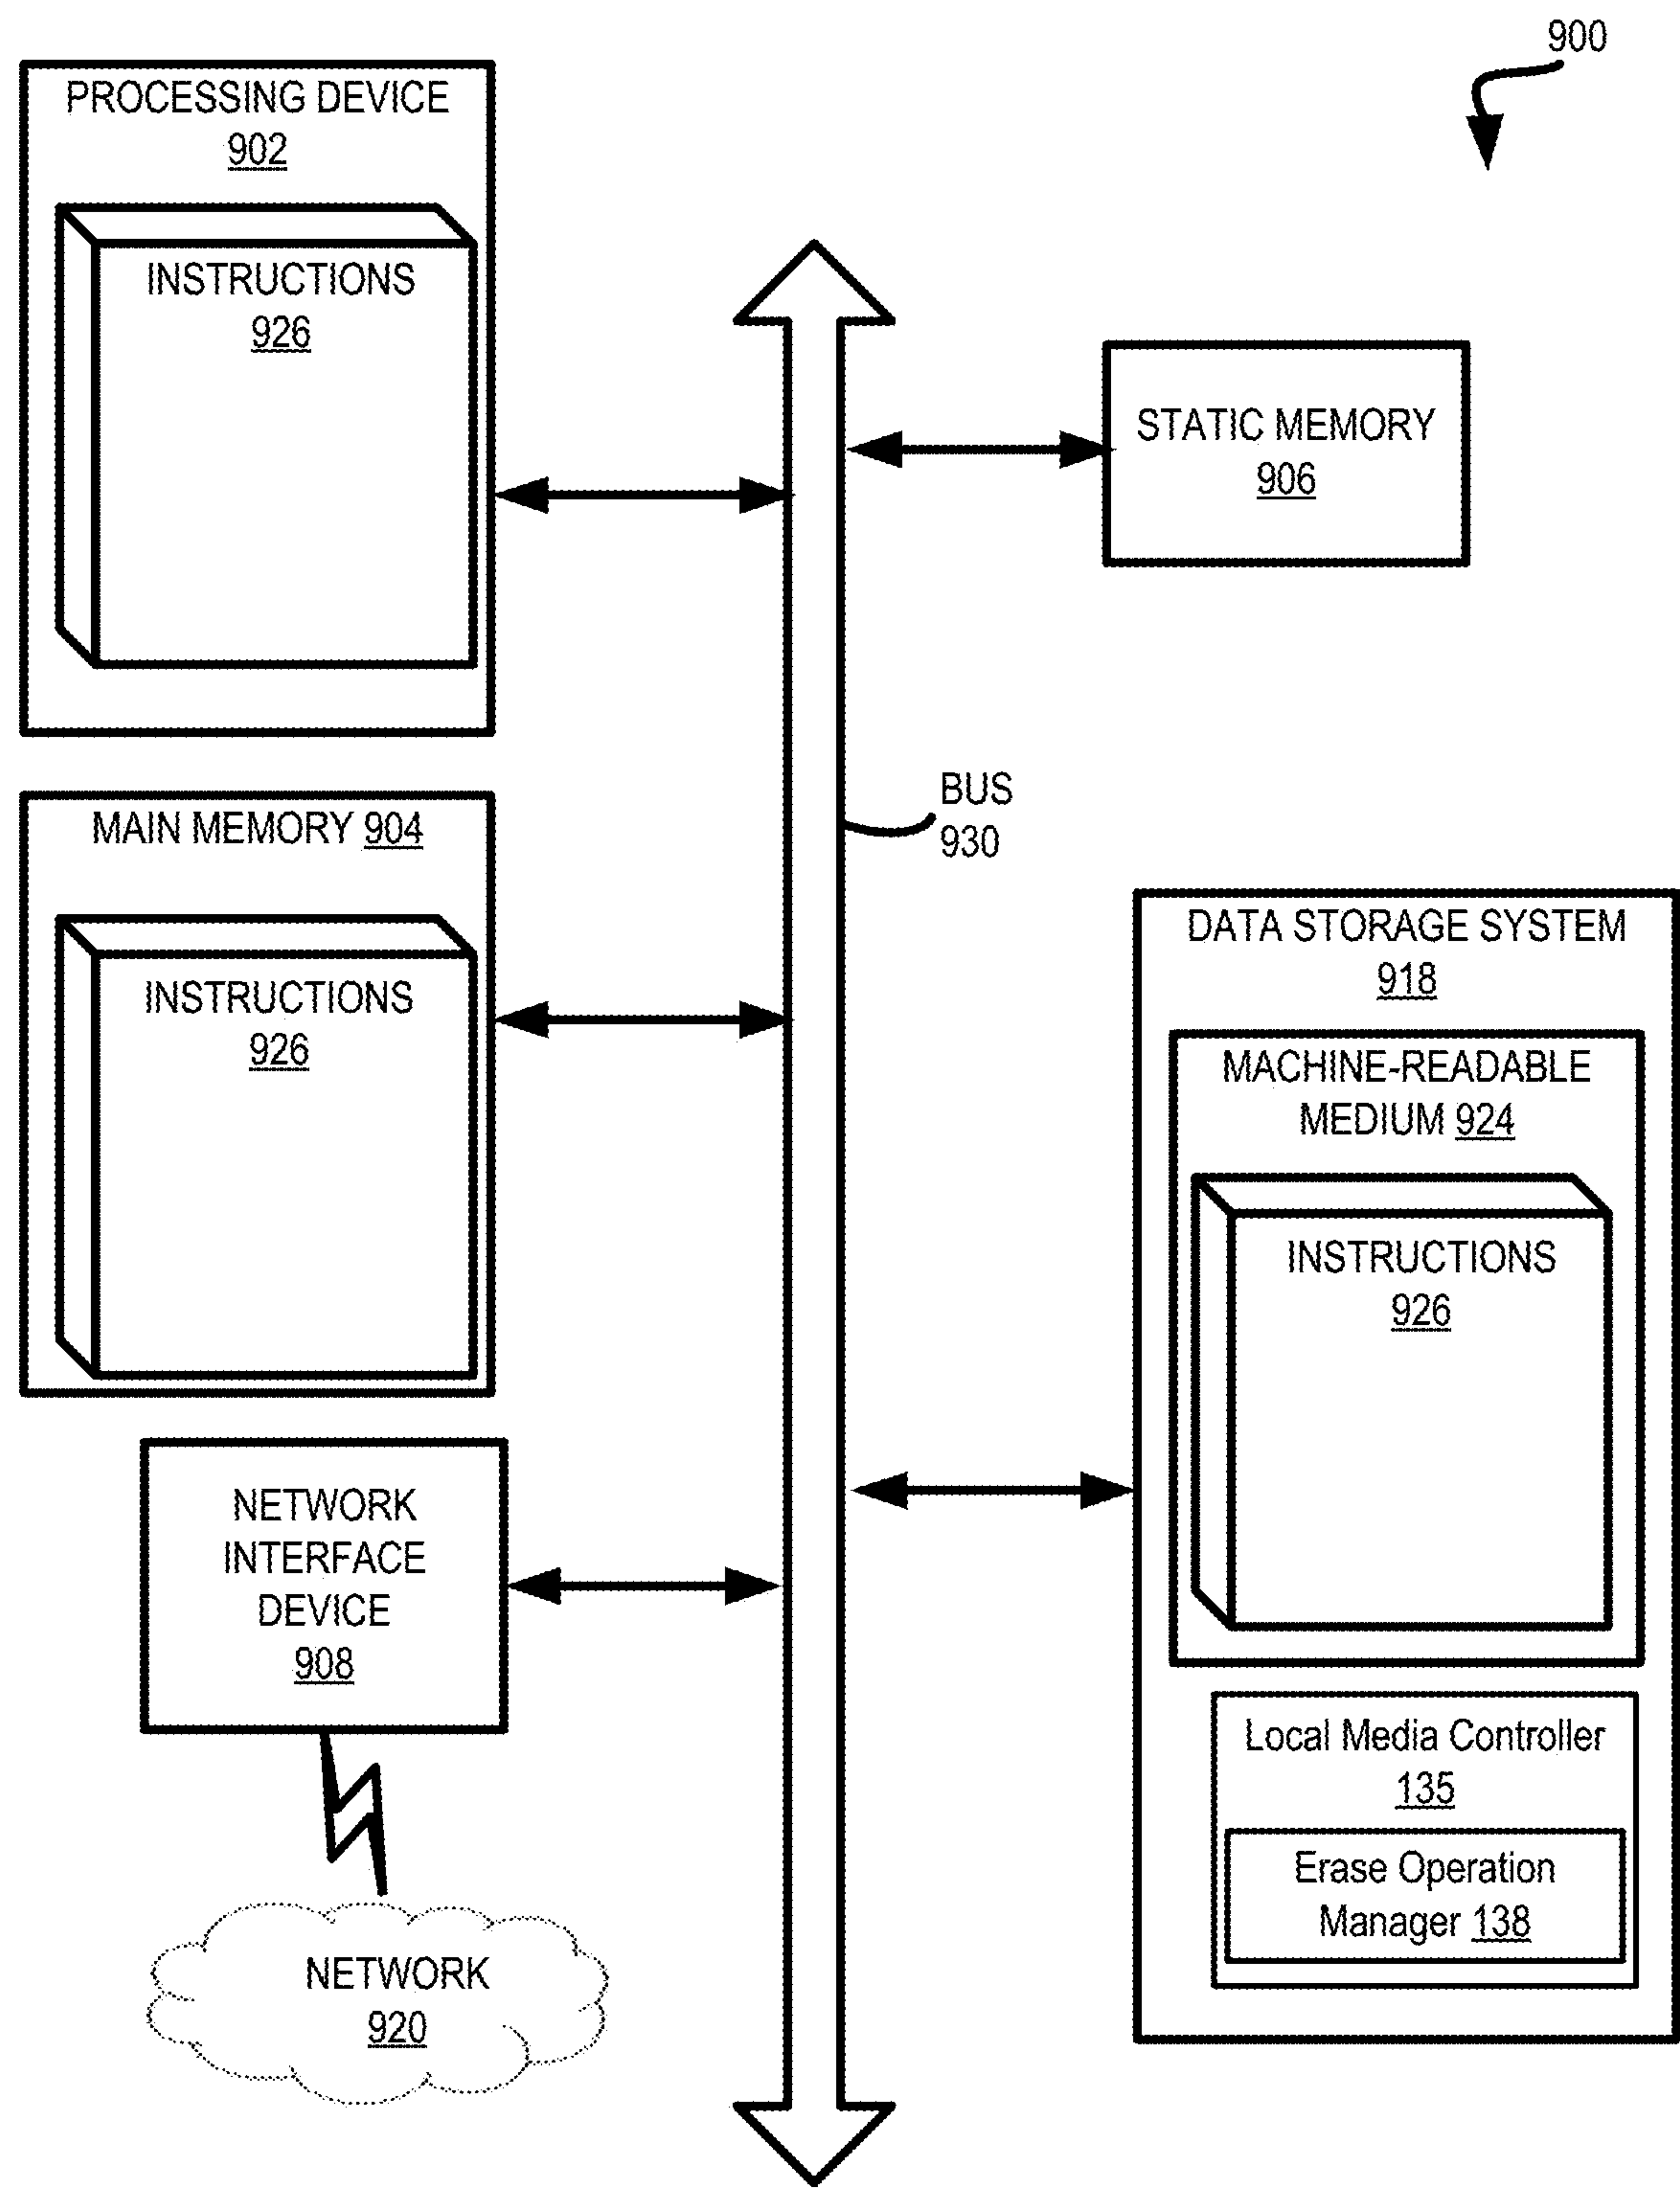 900
PROCESSING DEVICE
902
INSTRUCTIONS
926
STATIC MEMORY
906
BUS
930
MAIN MEMORY 904
INSTRUCTIONS
926
DATA STORAGE SYSTEM
918
MACHINE-READABLE
MEDIUM 924
INSTRUCTIONS
926
NETWORK
INTERFACE
DEVICE
908
Local Media Controller
135
Erase Operation
Manager 138
NETWORK
920